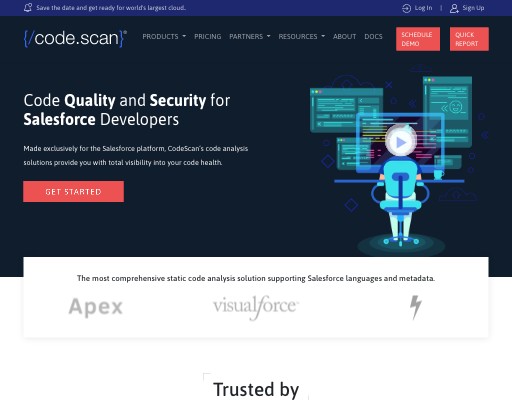 Save the date and get ready for world's largest cloud..
Log In | Sign Up
{/code.scan}®
PRODUCTS PRICING PARTNERS RESOURCES ABOUT DOCS
SCHEDULE DEMO
QUICK REPORT
Code Quality and Security for
Salesforce Developers
Made exclusively for the Salesforce platform, CodeScan's code analysis
solutions provide you with total visibility into your code health.
GET STARTED
The most comprehensive static code analysis solution supporting Salesforce languages and metadata.
Apex visualforce
Trusted by